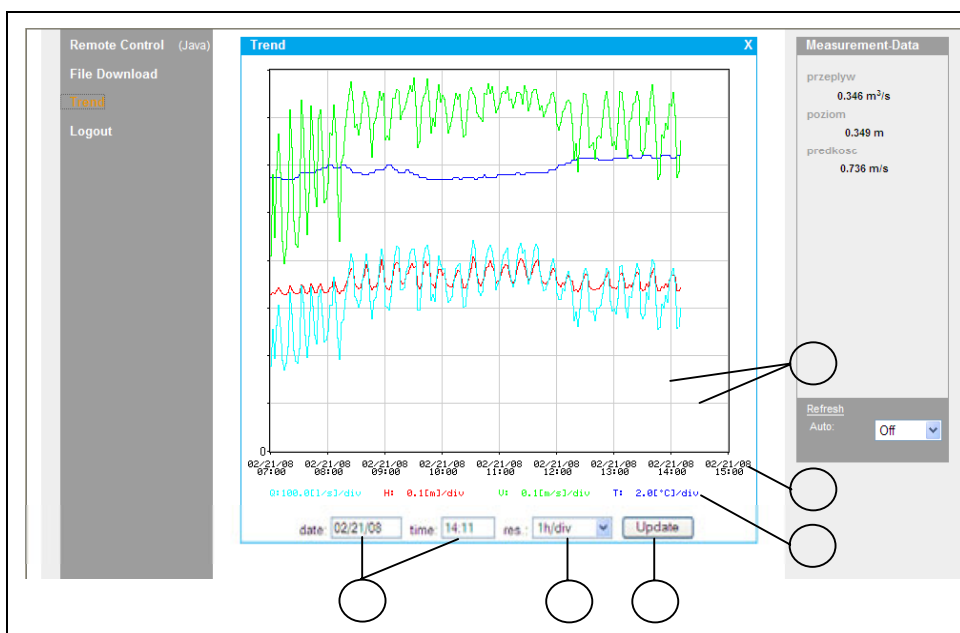 Remote Control (Java)
File Download
Trend
Logout
Trend X
0
02/21/08 02/21/08 02/21/08 02/21/08 02/21/08 02/21/08 02/21/08 02/21/08 02/21/08
07:00 08:00 09:00 10:00 11:00 12:00 13:00 14:00 15:00
Q:100.0[l/s]/div H: 0.1[m]/div V: 0.1[m/s]/div T: 2.0[°C]/div
date: 02/21/08 time: 14:11 res.: 1h/div Update
Measurement-Data
przeplyw
0.346 m³/s
poziom
0.349 m
predkosc
0.736 m/s
Refresh
Auto: Off